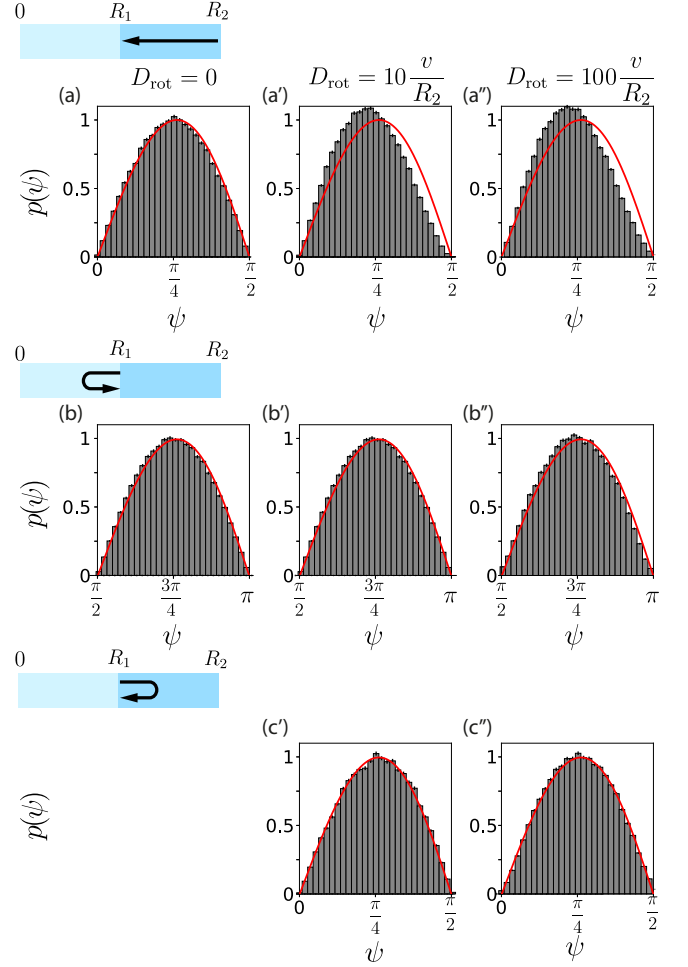 0 R₁ R₂
D_rot = 0 D_rot = 10 v/R₂ D_rot = 100 v/R₂
(a) (a') (a'')
p(ψ)
1 1 1
0.5 0.5 0.5
0 0 0
0 π/4 π/2 0 π/4 π/2 0 π/4 π/2
ψ ψ ψ
0 R₁ R₂
(b) (b') (b'')
p(ψ)
1 1 1
0.5 0.5 0.5
0 0 0
π/2 3π/4 π π/2 3π/4 π π/2 3π/4 π
ψ ψ ψ
0 R₁ R₂
(c') (c'')
p(ψ)
1 1
0.5 0.5
0 0
0 π/4 π/2 0 π/4 π/2
ψ ψ